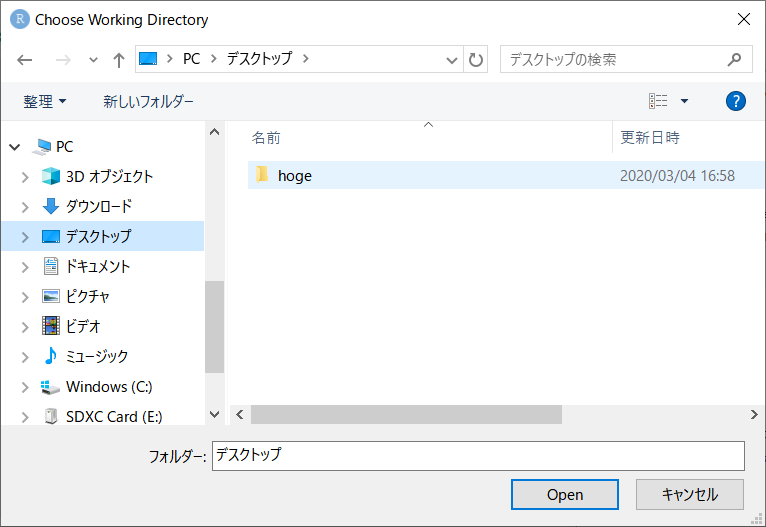 Choose Working Directory
PC デスクトップ
デスクトップの検索
整理 新しいフォルダー
名前 更新日時
PC
3D オブジェクト
ダウンロード
デスクトップ
ドキュメント
ピクチャ
ビデオ
ミュージック
Windows (C:)
SDXC Card (E:)
hoge 2020/03/04 16:58
フォルダー: デスクトップ
Open キャンセル